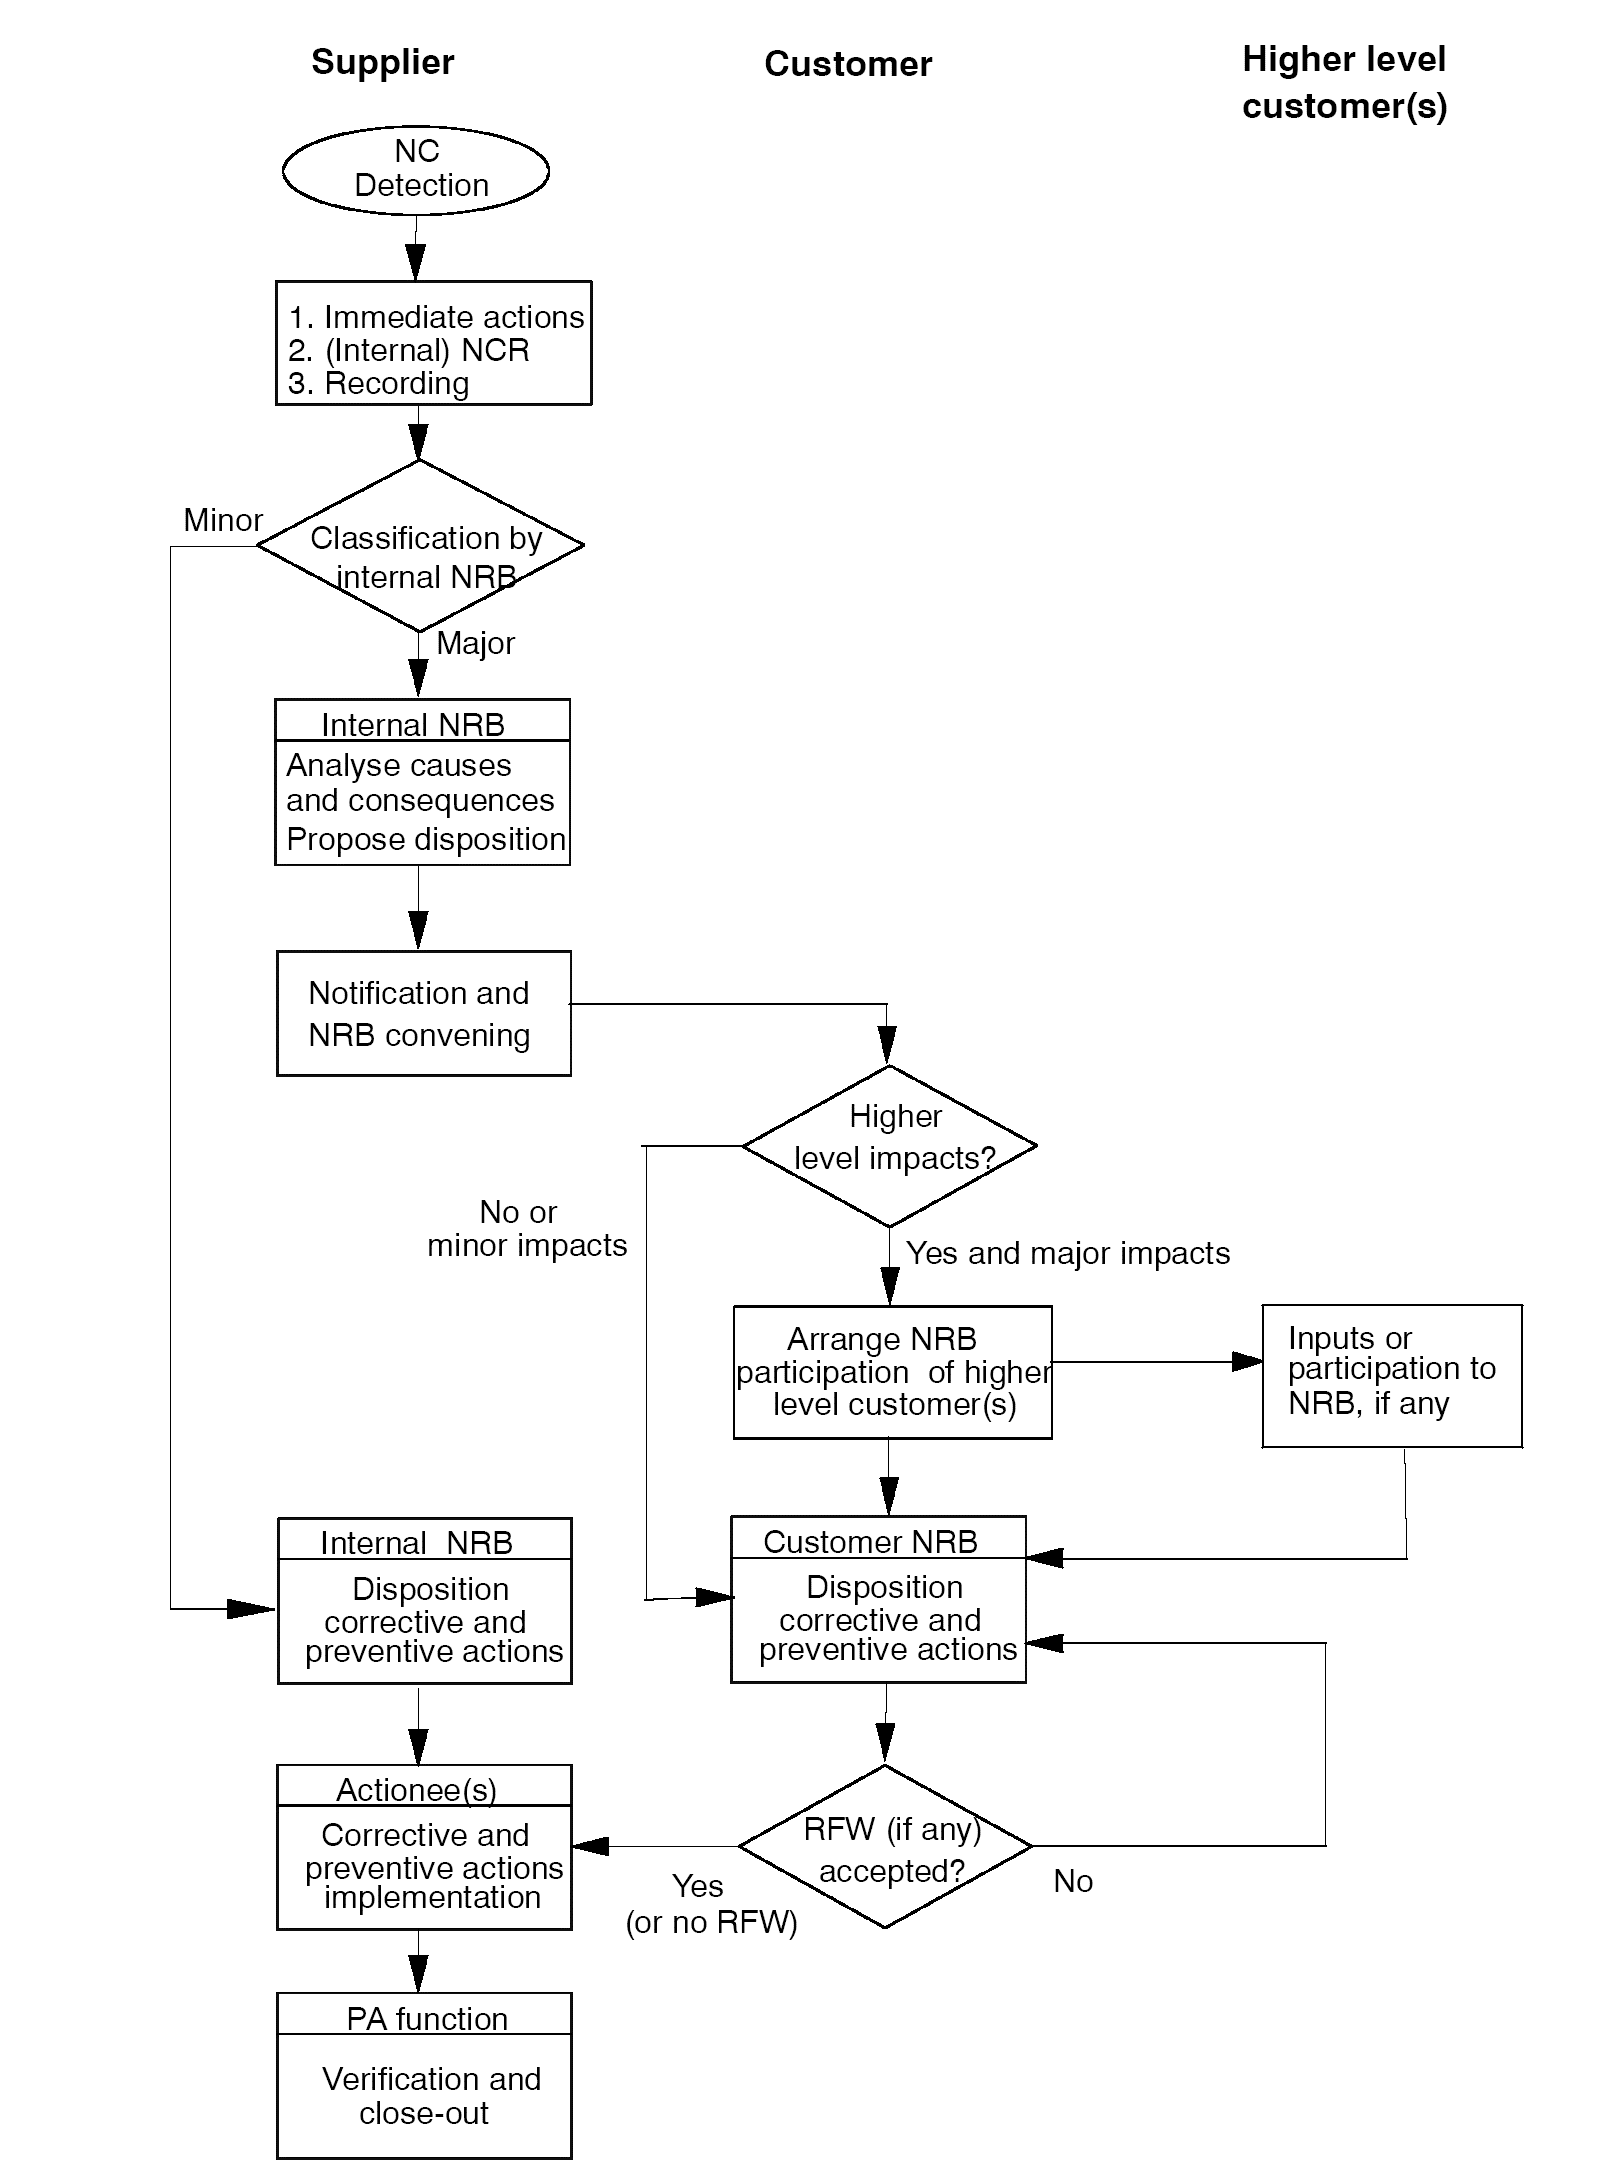 Supplier
Customer
Higher level
customer(s)
NC
Detection
1. Immediate actions
2. (Internal) NCR
3. Recording
Minor
Classification by
internal NRB
Major
Internal NRB
Analyse causes
and consequences
Propose disposition
Notification and
NRB convening
Higher
level impacts?
No or
minor impacts
Yes and major impacts
Arrange NRB
participation of higher
level customer(s)
Inputs or
participation to
NRB, if any
Internal NRB
Disposition
corrective and
preventive actions
Customer NRB
Disposition
corrective and
preventive actions
Actionee(s)
Corrective and
preventive actions
implementation
RFW (if any)
accepted?
Yes
(or no RFW)
No
PA function
Verification and
close-out